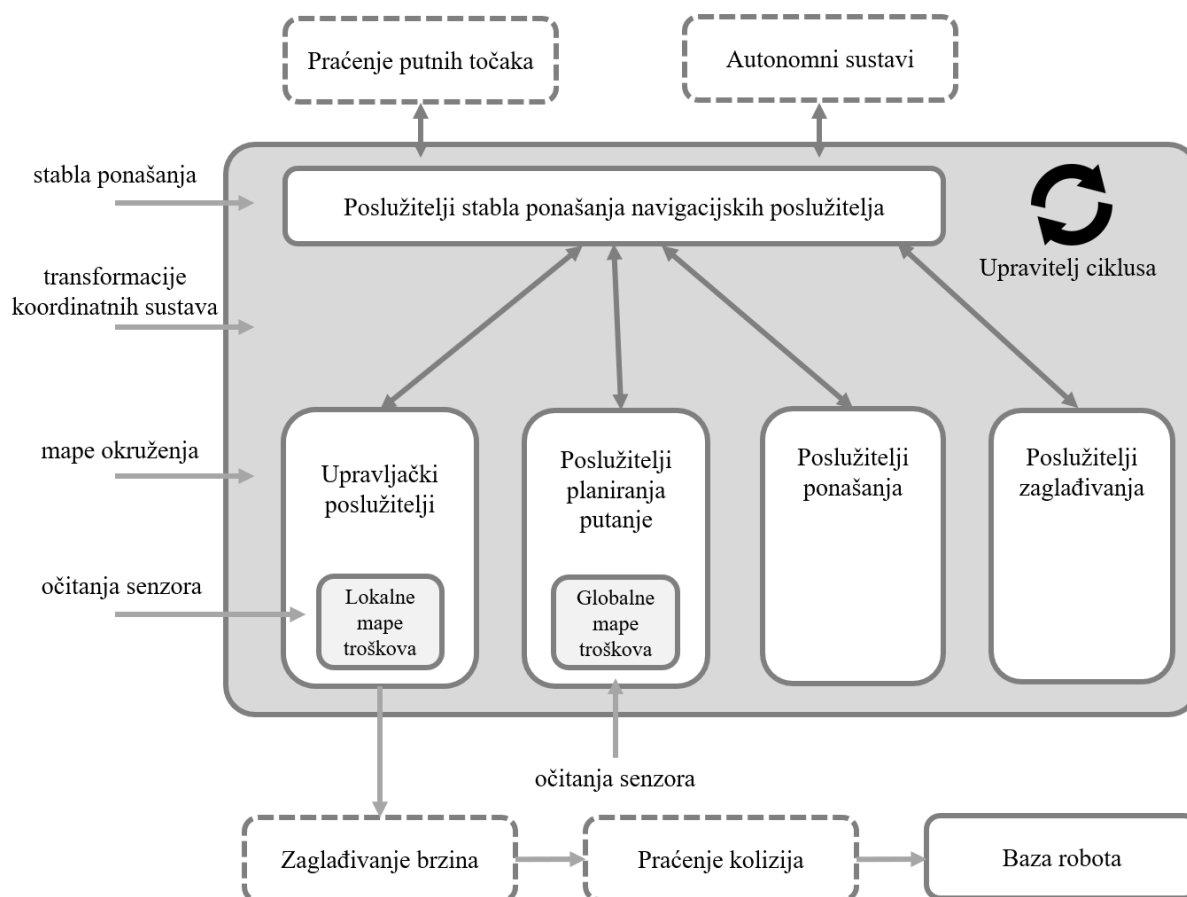 Praćenje putnih točaka
Autonomni sustavi
stabla ponašanja
Poslužitelji stabla ponašanja navigacijskih poslužitelja
Upravitelj ciklusa
transformacije
koordinatnih sustava
mape okruženja
Upravljački
poslužitelji
Poslužitelji
planiranja
putanje
Poslužitelji
ponašanja
Poslužitelji
zaglađivanja
očitanja senzora
Lokalne
mape
troškova
Globalne
mape
troškova
očitanja senzora
Zaglađivanje brzina
Praćenje kolizija
Baza robota